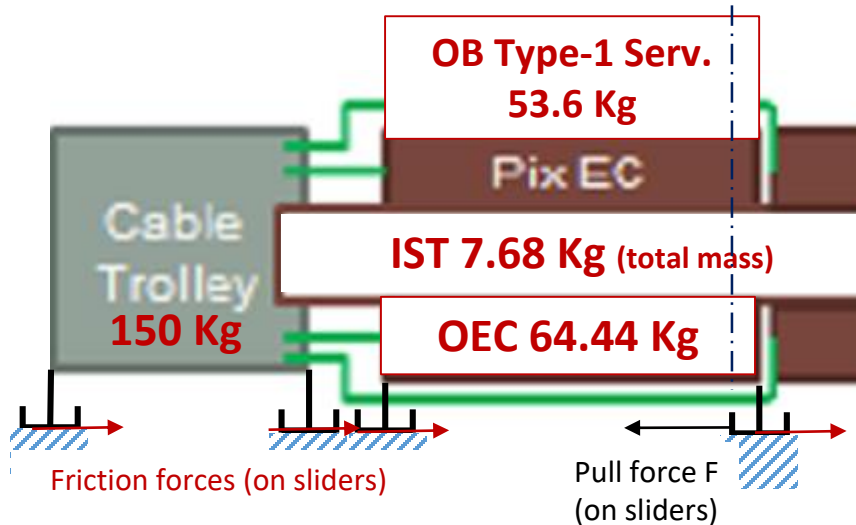 OB Type-1 Serv.
53.6 Kg
Pix EC
Cable
Trolley
150 Kg
IST 7.68 Kg (total mass)
OEC 64.44 Kg
Friction forces (on sliders)
Pull force F
(on sliders)